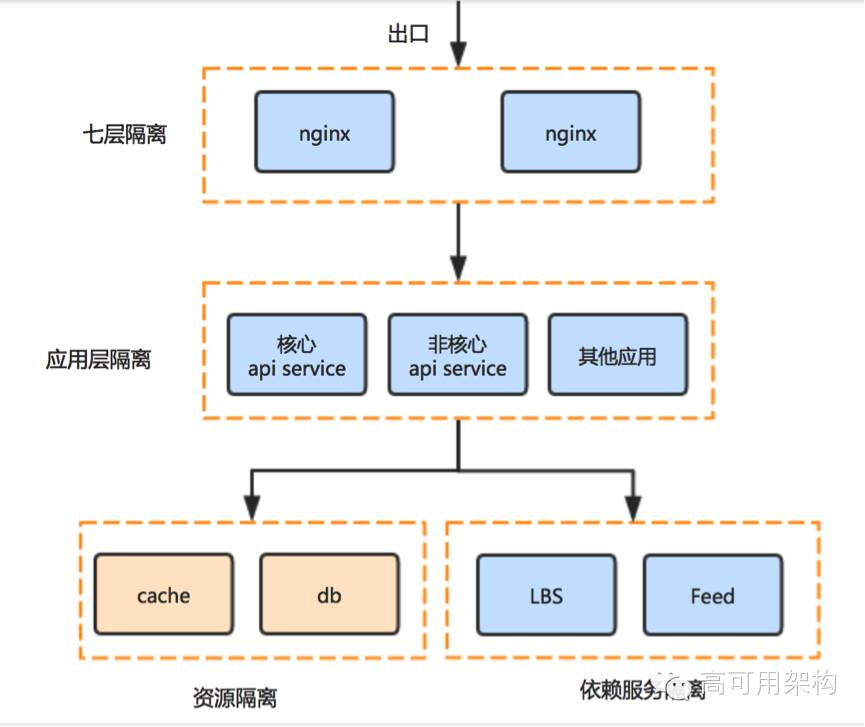 出口
七层隔离
nginx
nginx
应用层隔离
核心
api service
非核心
api service
其他应用
cache
db
LBS
Feed
资源隔离
依赖服务隔离
高可用架构